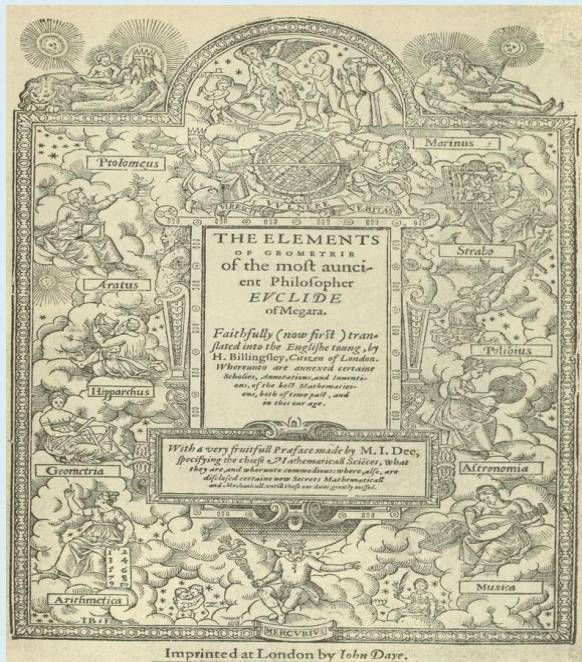 Ptolomeus
Marinus
VIRESCIT VVLNERE VERITAS
Aratus
Strabo
Hipparchus
Polibius
THE ELEMENTS
OF GEOMETRIE
of the most aunci-
ent Philosopher
EVCLIDE
of Megara.
Faithfully (now first) tran-
slated into the Englishe toung, by
H. Billingsley, Citizen of London.
Whereunto are annexed certaine
Scholies, Annotations, and Inuenti-
ons, of the best Mathematici-
ens, both of time past, and
in this our age.
With a very fruitfull Præface made by M. I. Dee,
specifying the chiefe Mathematicall Sciẽces, what
they are, and wherunto commodious: where, also, are
disclosed certaine new Secrets Mathematicall
and Mechanicall, vntill these our daies, greatly missed.
Geometria
Astronomia
Arithmetica
Musica
I B F
MERCVRIVS
Imprinted at London by Iohn Daye.